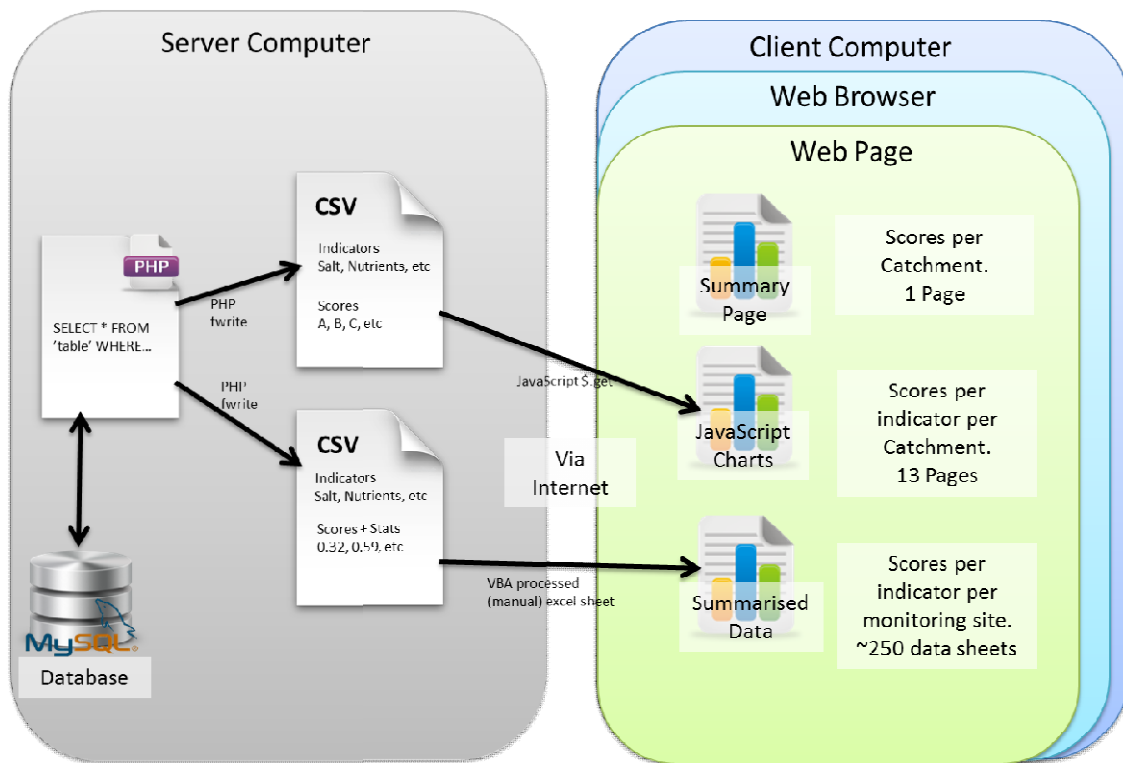 Server Computer
PHP
SELECT * FROM
'table' WHERE...
PHP
fwrite
PHP
fwrite
CSV
Indicators
Salt, Nutrients, etc
Scores
A, B, C, etc
CSV
Indicators
Salt, Nutrients, etc
Scores + Stats
0.32, 0.59, etc
MySQL®
Database
JavaScript $.get
Via
Internet
VBA processed
(manual) excel sheet
Client Computer
Web Browser
Web Page
Summary
Page
Scores per
Catchment.
1 Page
JavaScript
Charts
Scores per
indicator per
Catchment.
13 Pages
Summarised
Data
Scores per
indicator per
monitoring site.
~250 data sheets